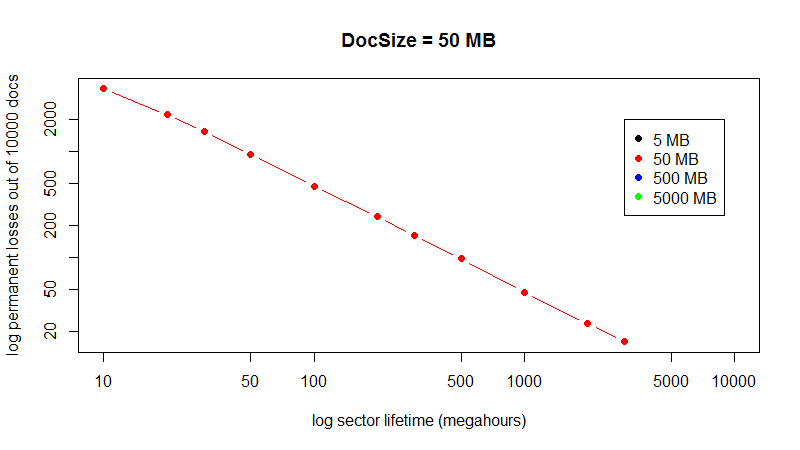 DocSize = 50 MB
log permanent losses out of 10000 docs
2000
500
200
50
20
5 MB
50 MB
500 MB
5000 MB
10 50 100 500 1000 5000 10000
log sector lifetime (megahours)